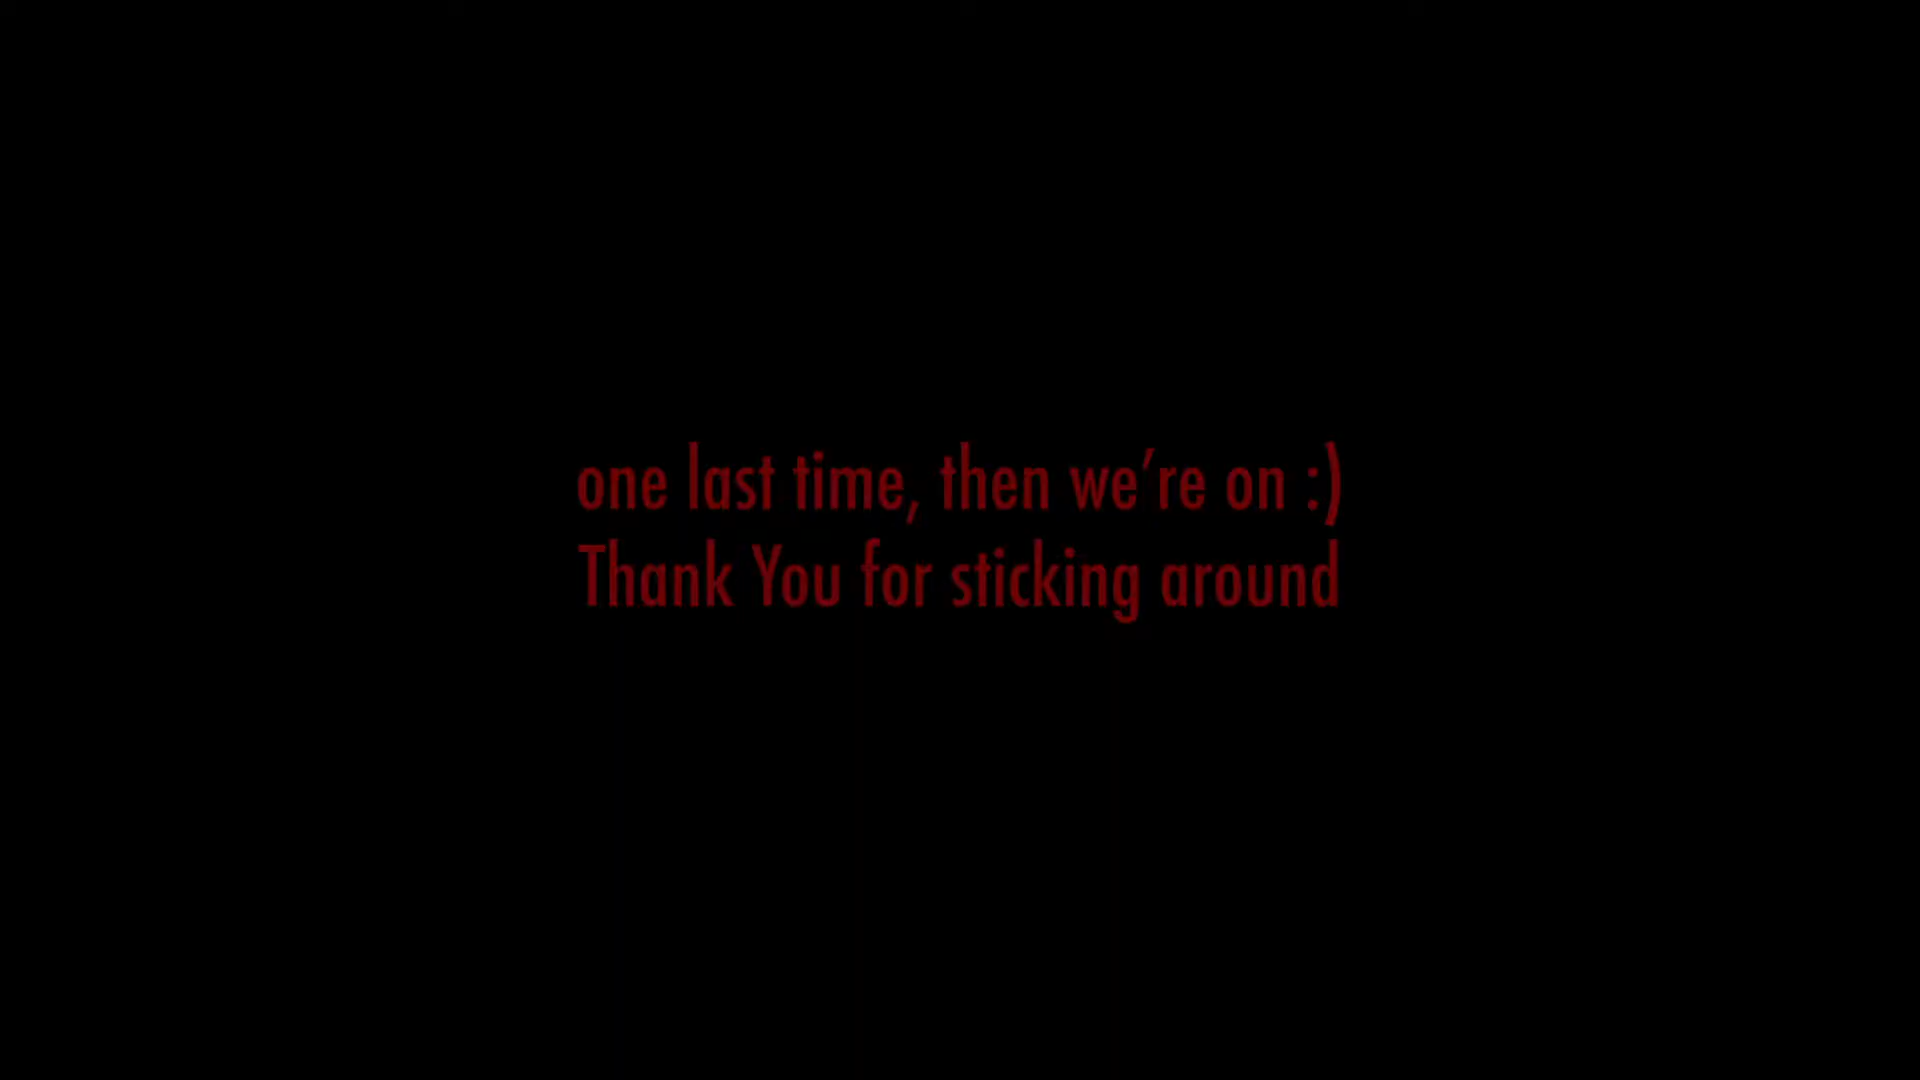 one last time, then we’re on :)
Thank You for sticking around